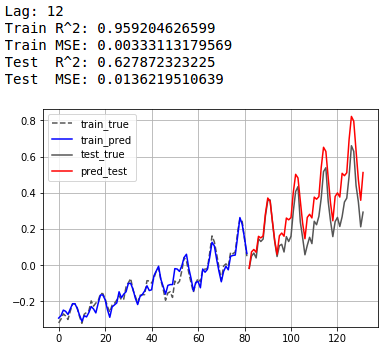 Lag: 12
Train R^2: 0.959204626599
Train MSE: 0.00333113179569
Test  R^2: 0.627872323225
Test  MSE: 0.0136219510639
train_true
train_pred
test_true
pred_test
0.8
0.6
0.4
0.2
0.0
−0.2
0 20 40 60 80 100 120